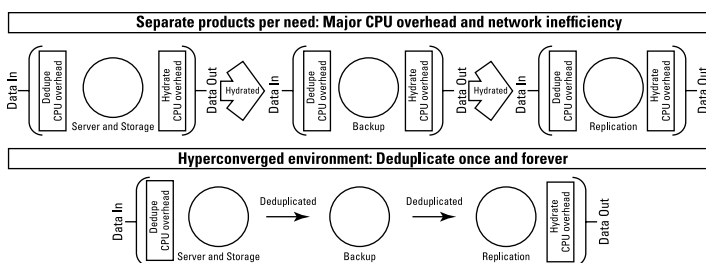 Separate products per need: Major CPU overhead and network inefficiency
Data In
Dedupe
CPU overhead
Server and Storage
Hydrate
CPU overhead
Data Out
Hydrated
Data In
Dedupe
CPU overhead
Backup
Hydrate
CPU overhead
Data Out
Hydrated
Data In
Dedupe
CPU overhead
Replication
Hydrate
CPU overhead
Data Out
Hyperconverged environment: Deduplicate once and forever
Data In
Dedupe
CPU overhead
Server and Storage
Deduplicated
Backup
Deduplicated
Replication
Hydrate
CPU overhead
Data Out